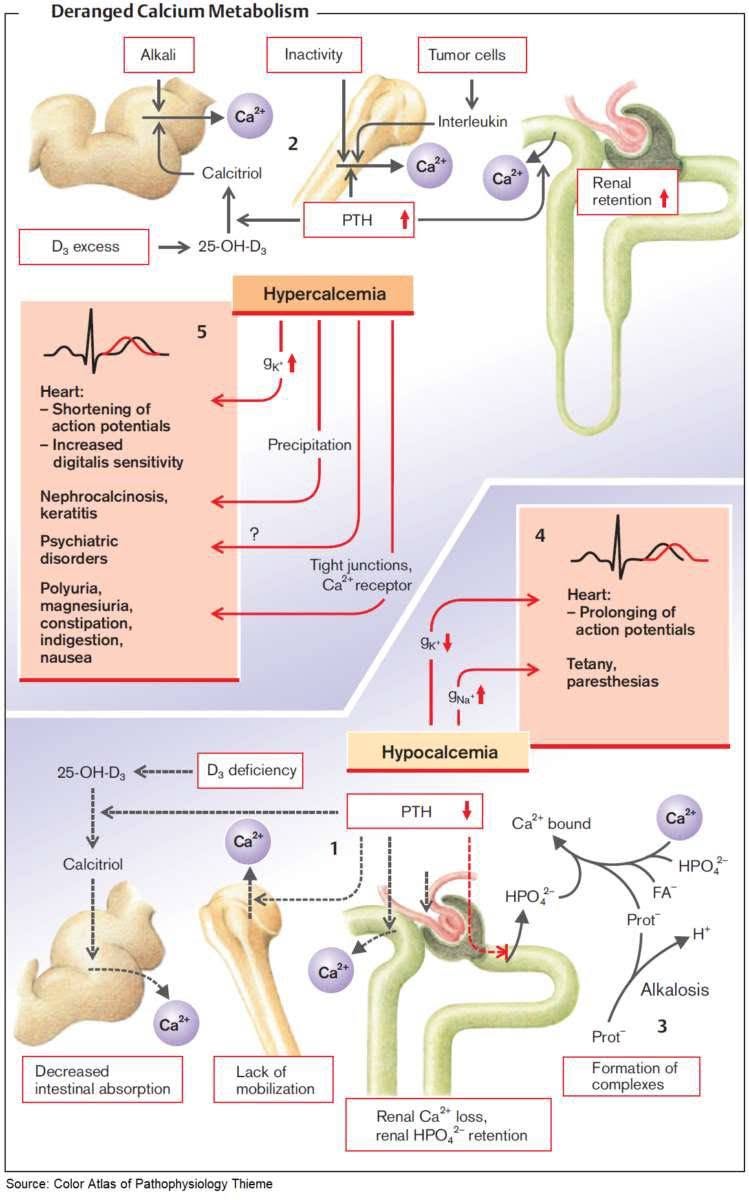 Deranged Calcium Metabolism
Alkali
Inactivity
Tumor cells
Ca²⁺
2
Interleukin
Ca²⁺
Calcitriol
Ca²⁺
Renal
retention
PTH
D₃ excess
25-OH-D₃
Hypercalcemia
5
gK⁺
Heart:
– Shortening of
action potentials
– Increased
digitalis sensitivity
Precipitation
Nephrocalcinosis,
keratitis
?
Psychiatric
disorders
Tight junctions,
Ca²⁺ receptor
Polyuria,
magnesiuria,
constipation,
indigestion,
nausea
4
Heart:
– Prolonging of
action potentials
gK⁺
Tetany,
paresthesias
gNa⁺
Hypocalcemia
25-OH-D₃
D₃ deficiency
PTH
Ca²⁺
1
Ca²⁺ bound
Ca²⁺
Calcitriol
HPO₄²⁻
HPO₄²⁻
FA⁻
Prot⁻
H⁺
Ca²⁺
Alkalosis
Ca²⁺
3
Prot⁻
Decreased
intestinal absorption
Lack of
mobilization
Formation of
complexes
Renal Ca²⁺ loss,
renal HPO₄²⁻ retention
Source: Color Atlas of Pathophysiology Thieme